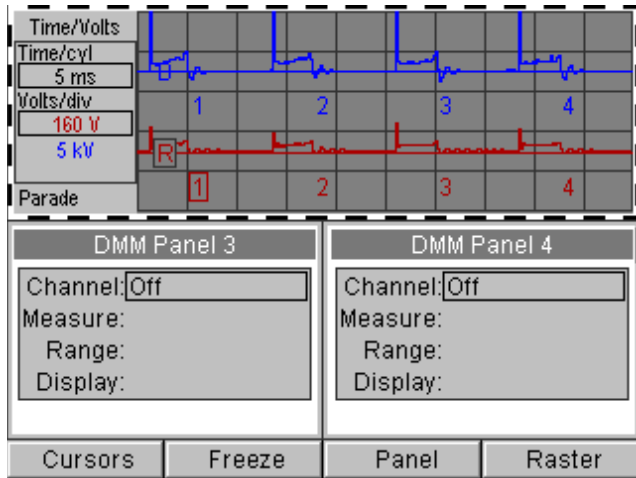 Time/Volts
Time/cyl
5 ms
Volts/div
160 V
5 kV
Parade
1 2 3 4
R
1 2 3 4
DMM Panel 3
Channel: Off
Measure:
Range:
Display:
DMM Panel 4
Channel: Off
Measure:
Range:
Display:
Cursors Freeze Panel Raster